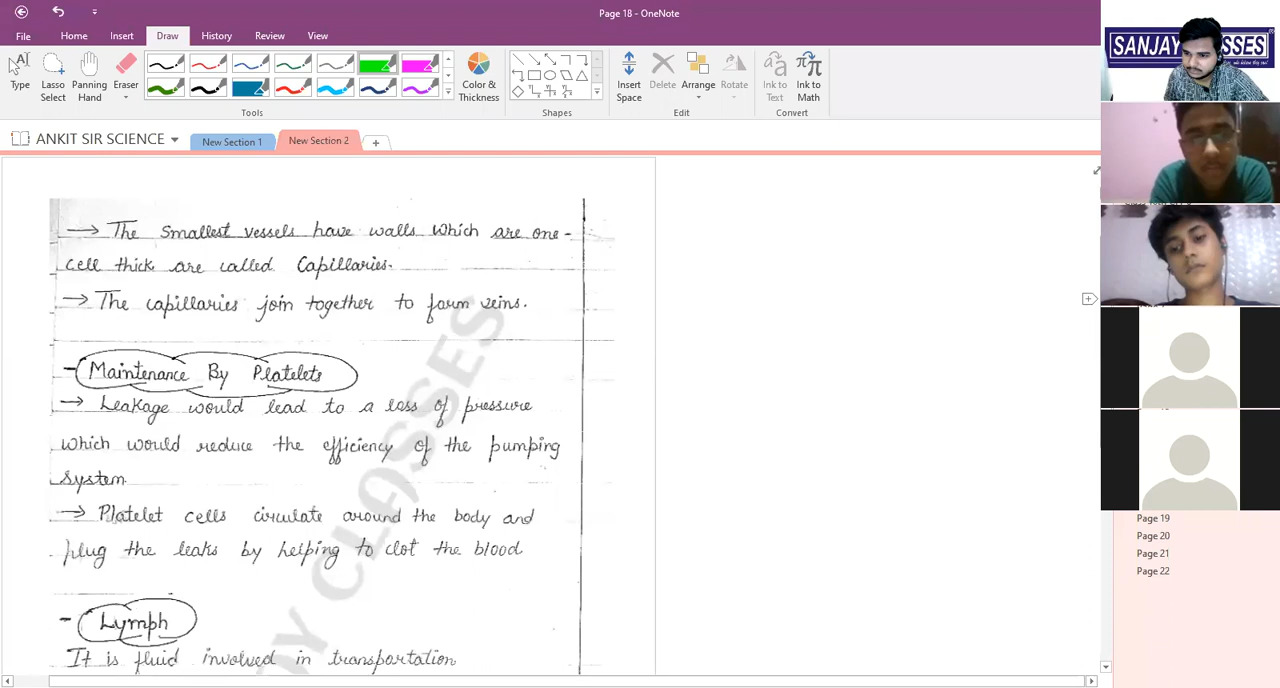 Page 18 - OneNote
File Home Insert Draw History Review View
Type Lasso Select Panning Hand Eraser Color & Thickness Insert Space Delete Arrange Rotate Ink to Text Ink to Math
Tools Shapes Edit Convert
ANKIT SIR SCIENCE New Section 1 New Section 2
SANJAY CLASSES
→ The smallest vessels have walls which are one-
cell thick are called Capillaries.
→ The capillaries join together to form veins.
- Maintenance By Platelets
→ Leakage would lead to a loss of pressure
which would reduce the efficiency of the pumping
System.
→ Platelet cells circulate around the body and
plug the leaks by helping to clot the blood
- Lymph
It is fluid involved in transportation
Y CLASSES
Page 19
Page 20
Page 21
Page 22